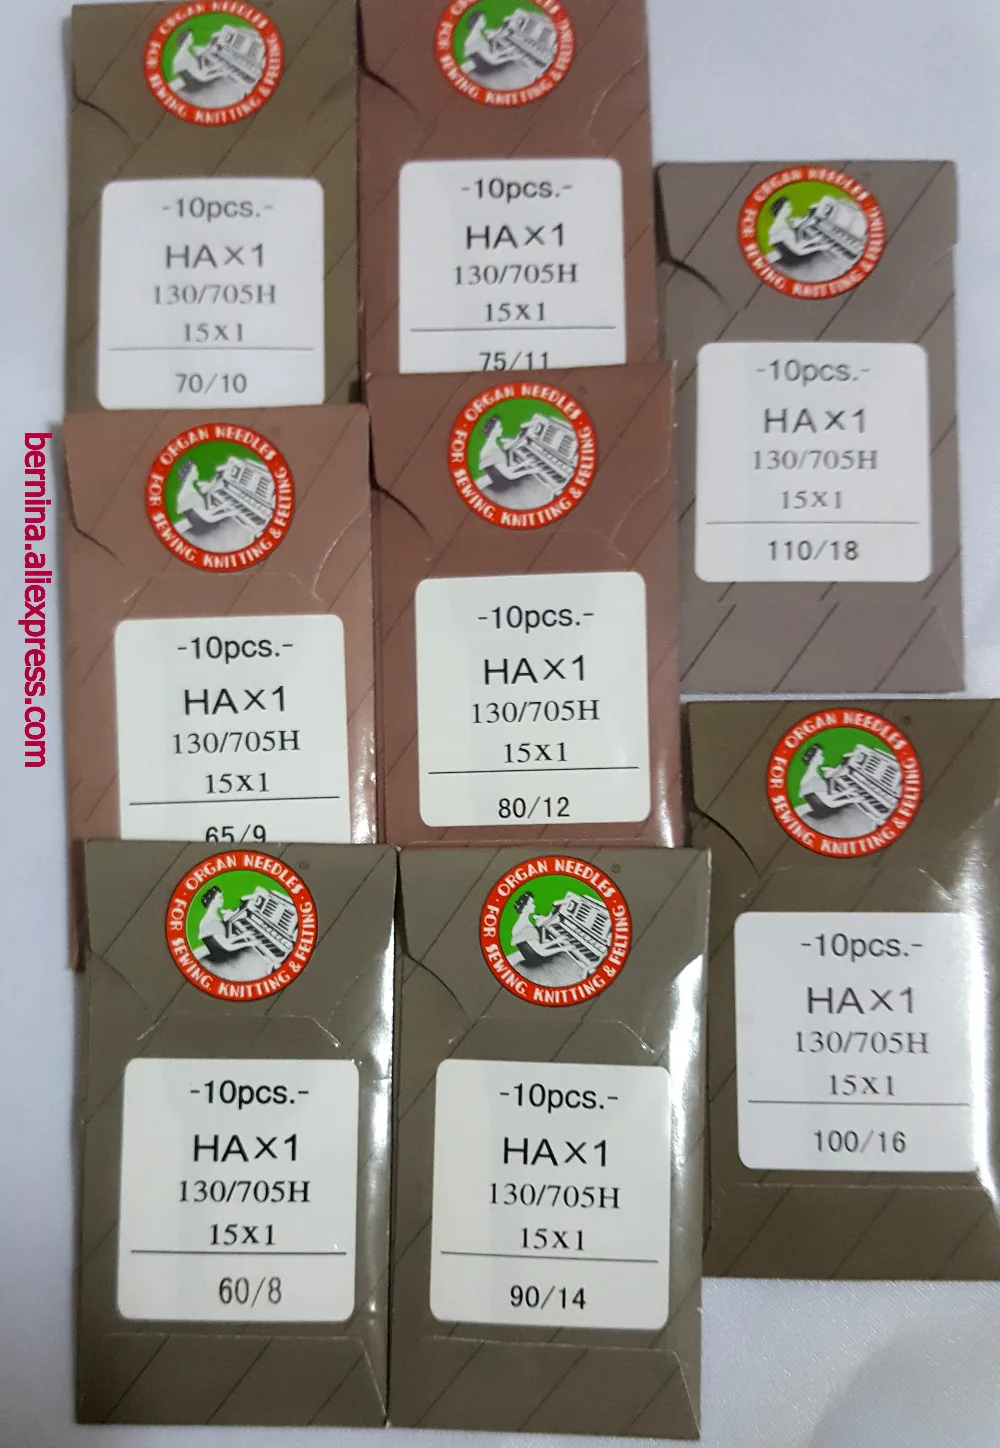 ORGAN NEEDLES
FOR SEWING, KNITTING & FELTING
-10pcs.-
HA×1
130/705H
15X1
70/10
ORGAN NEEDLES
FOR SEWING, KNITTING & FELTING
-10pcs.-
HA×1
130/705H
15X1
75/11
ORGAN NEEDLES
FOR SEWING, KNITTING & FELTING
-10pcs.-
HA×1
130/705H
15X1
110/18
ORGAN NEEDLES
FOR SEWING, KNITTING & FELTING
-10pcs.-
HA×1
130/705H
15X1
65/9
ORGAN NEEDLES
FOR SEWING, KNITTING & FELTING
-10pcs.-
HA×1
130/705H
15X1
80/12
ORGAN NEEDLES
FOR SEWING, KNITTING & FELTING
-10pcs.-
HA×1
130/705H
15X1
100/16
ORGAN NEEDLES
FOR SEWING, KNITTING & FELTING
-10pcs.-
HA×1
130/705H
15X1
60/8
ORGAN NEEDLES
FOR SEWING, KNITTING & FELTING
-10pcs.-
HA×1
130/705H
15X1
90/14
bernina.aliexpress.com